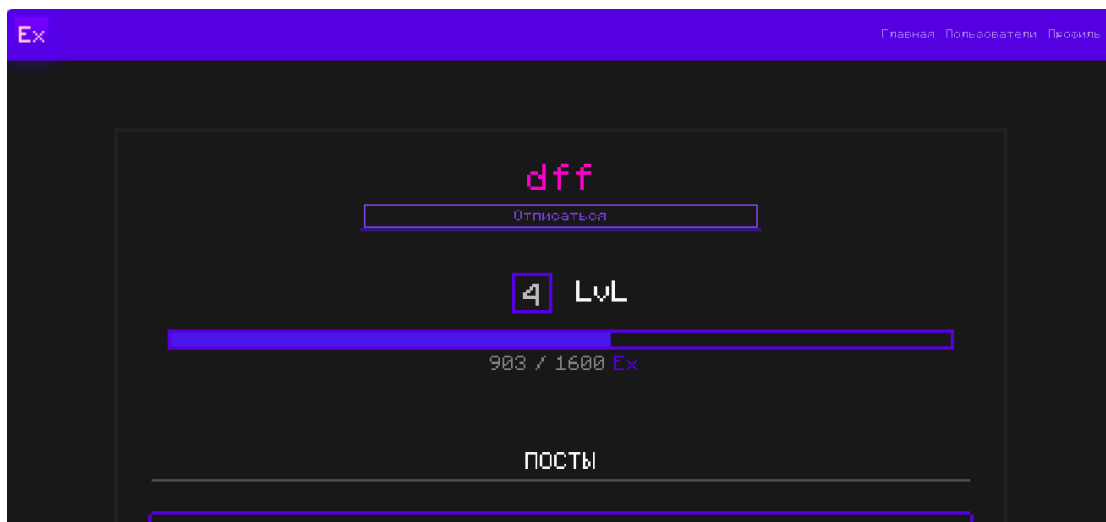 Ex
Главная Пользователи Профиль
dff
Отписаться
4 LvL
903 / 1600 Ex
ПОСТЫ